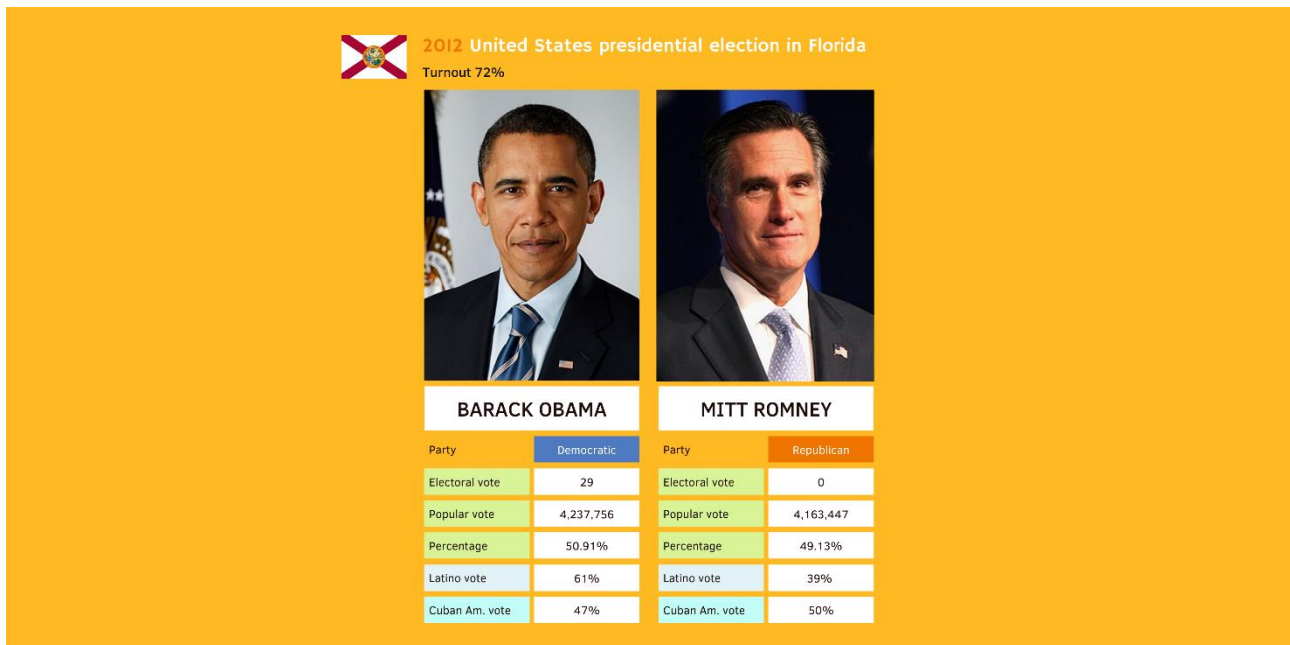 2012 United States presidential election in Florida
Turnout 72%
BARACK OBAMA
MITT ROMNEY
Party Democratic Party Republican
Electoral vote 29 Electoral vote 0
Popular vote 4,237,756 Popular vote 4,163,447
Percentage 50.91% Percentage 49.13%
Latino vote 61% Latino vote 39%
Cuban Am. vote 47% Cuban Am. vote 50%